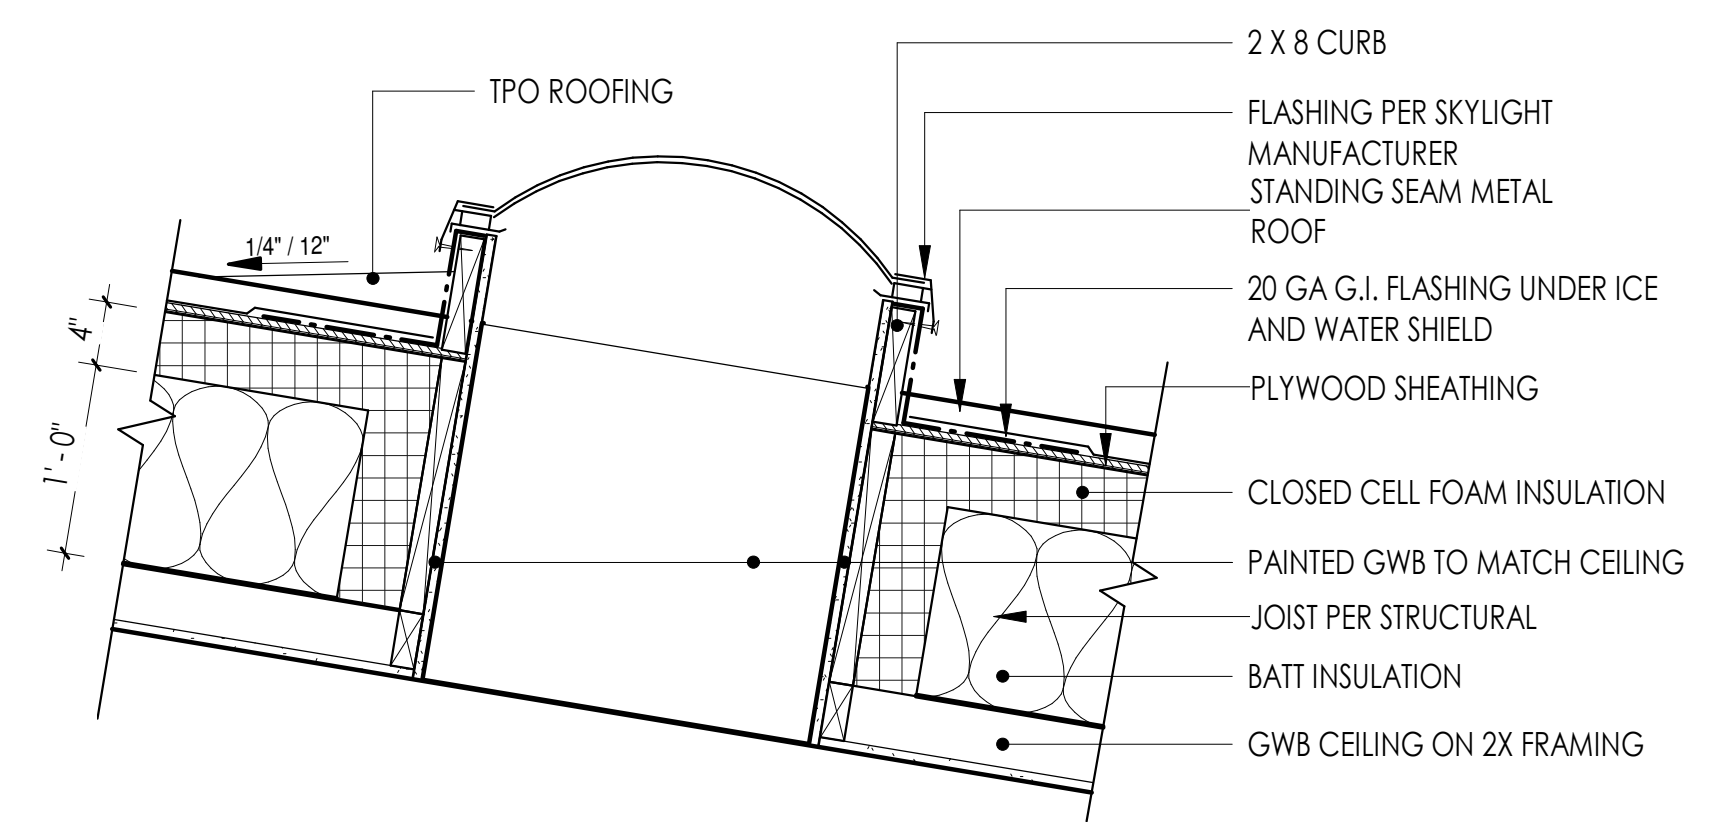 2 X 8 CURB
TPO ROOFING
FLASHING PER SKYLIGHT
MANUFACTURER
STANDING SEAM METAL
ROOF
1/4" / 12"
20 GA G.I. FLASHING UNDER ICE
AND WATER SHIELD
4"
PLYWOOD SHEATHING
1' - 0"
CLOSED CELL FOAM INSULATION
PAINTED GWB TO MATCH CEILING
JOIST PER STRUCTURAL
BATT INSULATION
GWB CEILING ON 2X FRAMING